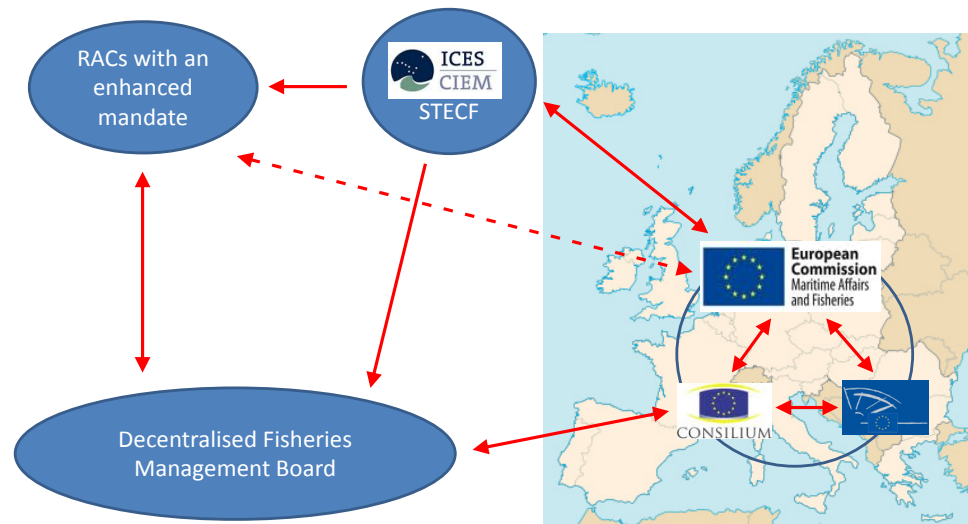 RACs with an
enhanced
mandate
ICES
CIEM
STECF
European
Commission
Maritime Affairs
and Fisheries
CONSILIUM
Decentralised Fisheries
Management Board